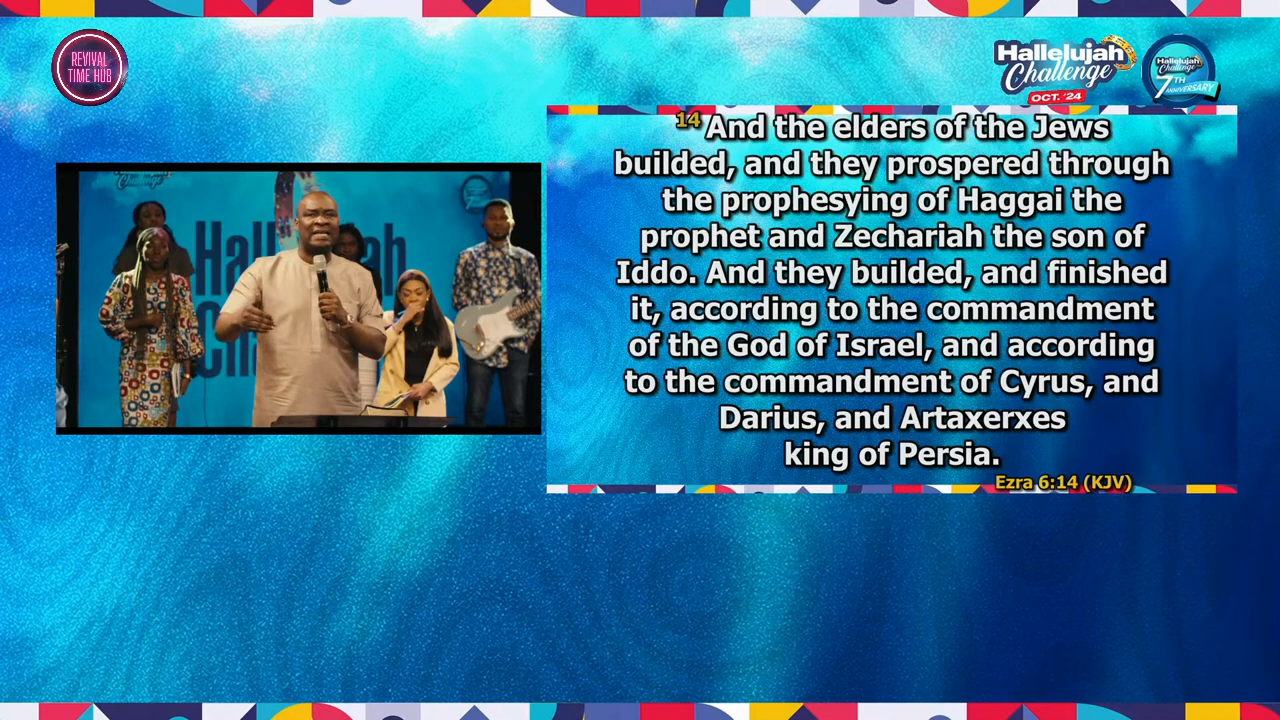 REVIVAL
TIME HUB
Hallelujah
Challenge
OCT. '24
Hallelujah
Challenge
7TH
ANNIVERSARY
14 And the elders of the Jews
builded, and they prospered through
the prophesying of Haggai the
prophet and Zechariah the son of
Iddo. And they builded, and finished
it, according to the commandment
of the God of Israel, and according
to the commandment of Cyrus, and
Darius, and Artaxerxes
king of Persia.
Ezra 6:14 (KJV)